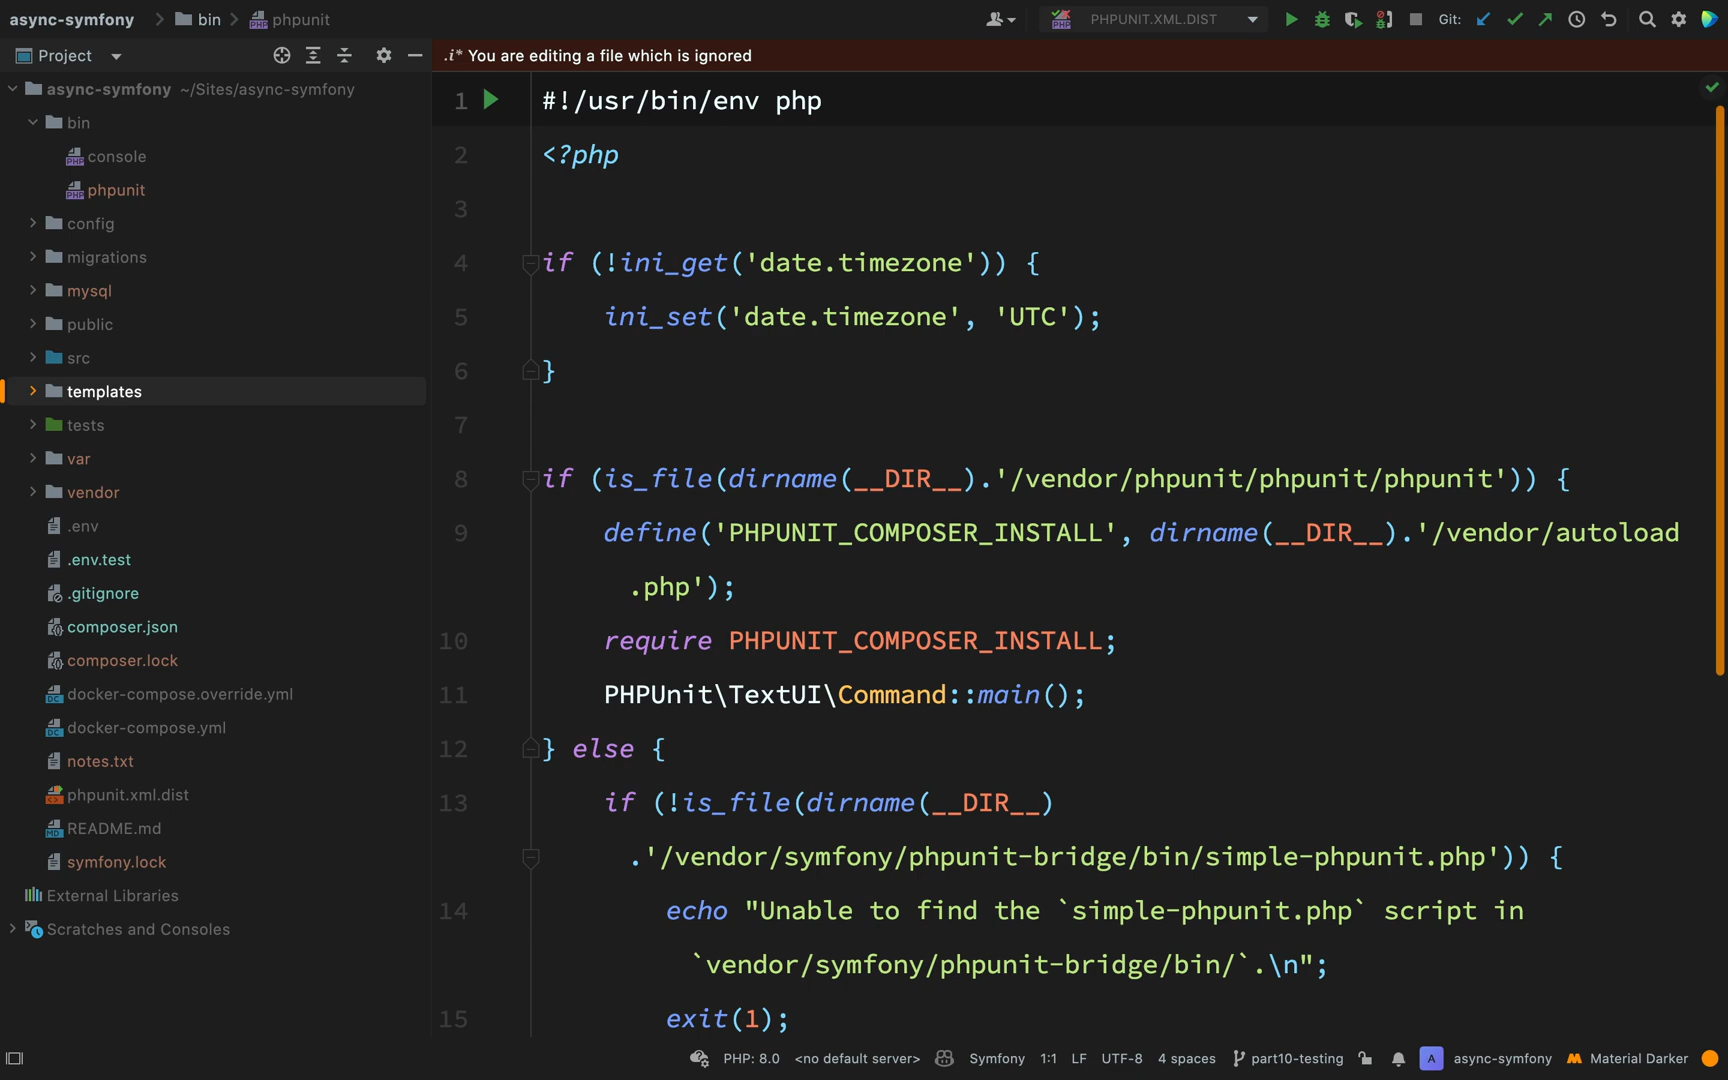 async-symfony
bin
phpunit
PHPUNIT.XML.DIST
Git:
Project
.i* You are editing a file which is ignored
async-symfony ~/Sites/async-symfony
bin
console
phpunit
config
migrations
mysql
public
src
templates
tests
var
vendor
.env
.env.test
.gitignore
composer.json
composer.lock
docker-compose.override.yml
docker-compose.yml
notes.txt
phpunit.xml.dist
README.md
symfony.lock
External Libraries
Scratches and Consoles
1 #!/usr/bin/env php
2 <?php
3
4 if (!ini_get('date.timezone')) {
5 ini_set('date.timezone', 'UTC');
6 }
7
8 if (is_file(dirname(__DIR__).'/vendor/phpunit/phpunit/phpunit')) {
9 define('PHPUNIT_COMPOSER_INSTALL', dirname(__DIR__).'/vendor/autoload
.php');
10 require PHPUNIT_COMPOSER_INSTALL;
11 PHPUnit\TextUI\Command::main();
12 } else {
13 if (!is_file(dirname(__DIR__)
.'/vendor/symfony/phpunit-bridge/bin/simple-phpunit.php')) {
14 echo "Unable to find the `simple-phpunit.php` script in
`vendor/symfony/phpunit-bridge/bin/`.\n";
15 exit(1);
PHP: 8.0 <no default server> Symfony 1:1 LF UTF-8 4 spaces part10-testing A async-symfony Material Darker